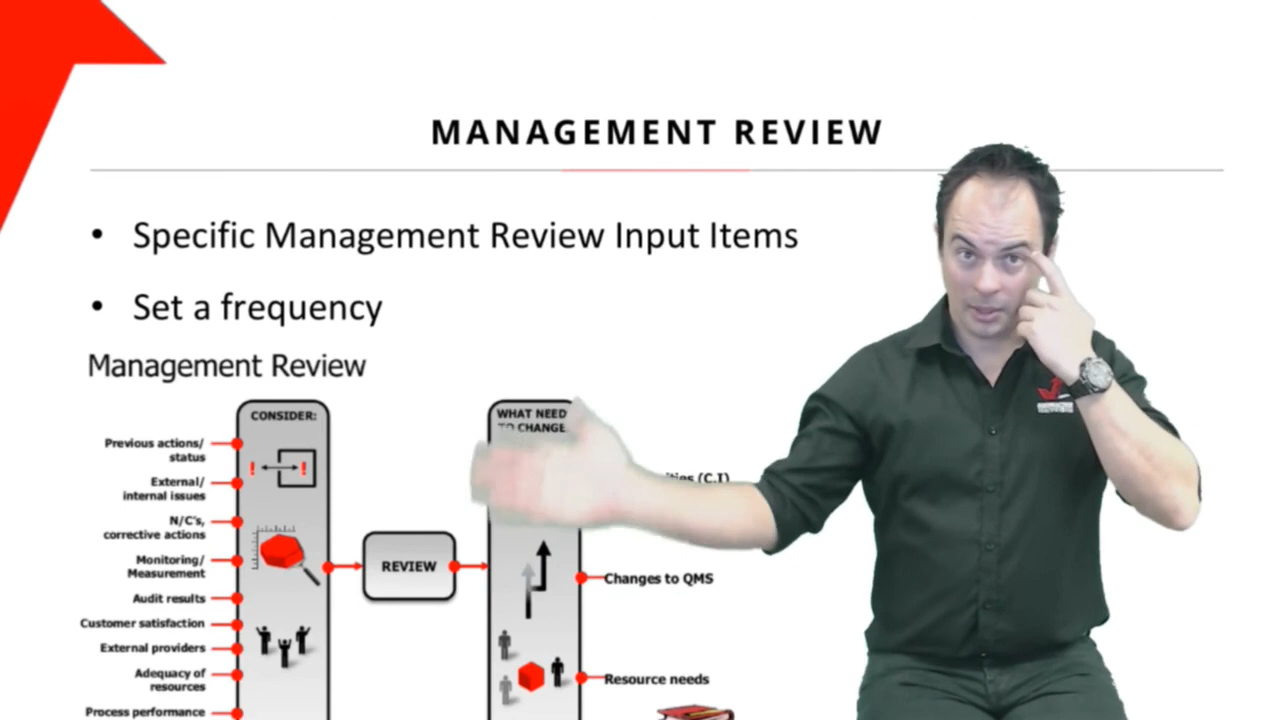 MANAGEMENT REVIEW
• Specific Management Review Input Items
• Set a frequency
Management Review
CONSIDER:
Previous actions/
status
External/
internal issues
N/C's,
corrective actions
Monitoring/
Measurement
Audit results
Customer satisfaction
External providers
Adequacy of
resources
Process performance
REVIEW
WHAT NEED
TO CHANGE
(C.I)
Changes to QMS
Resource needs